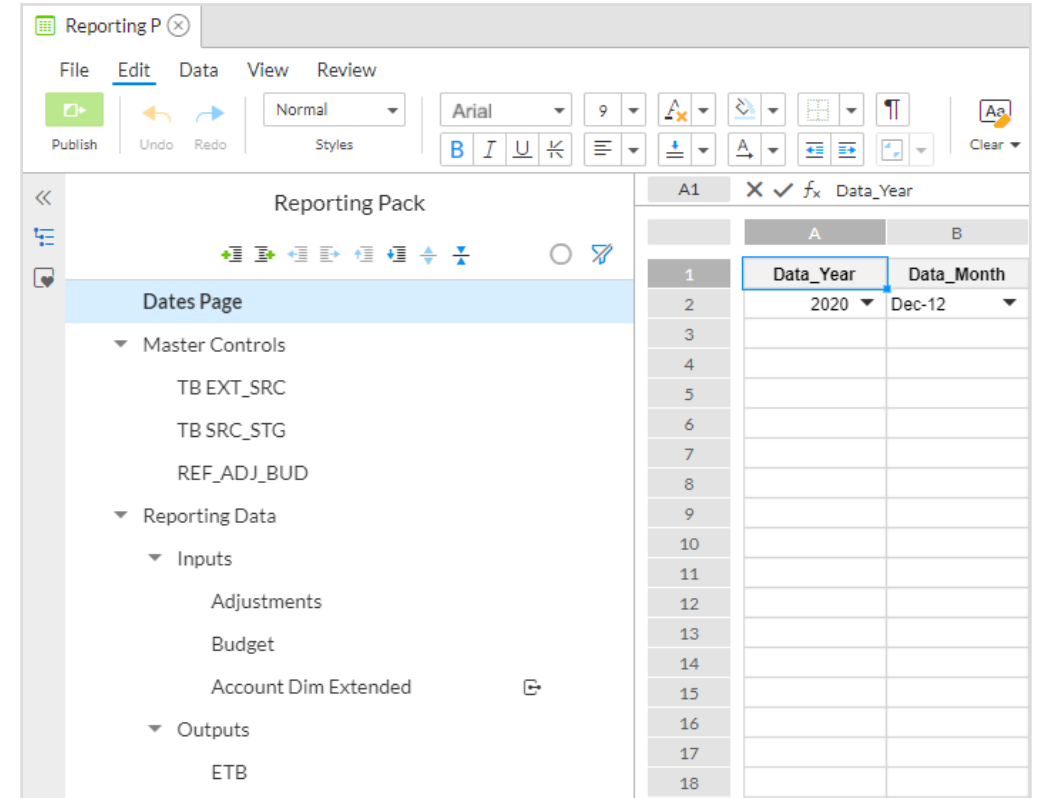 Reporting P
File Edit Data View Review
Normal Arial 9
Publish Undo Redo Styles B I U K Clear
Aa
Reporting Pack
A1 fx Data_Year
A B
1 Data_Year Data_Month
2 2020 Dec-12
3
4
5
6
7
8
9
10
11
12
13
14
15
16
17
18
Dates Page
Master Controls
TB EXT_SRC
TB SRC_STG
REF_ADJ_BUD
Reporting Data
Inputs
Adjustments
Budget
Account Dim Extended
Outputs
ETB